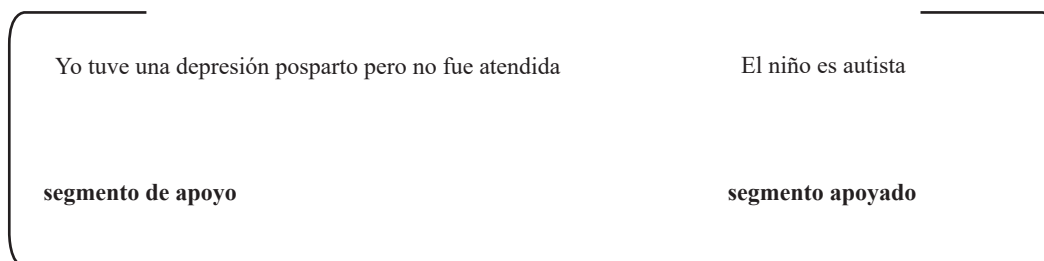 Yo tuve una depresión posparto pero no fue atendida
El niño es autista
segmento de apoyo
segmento apoyado